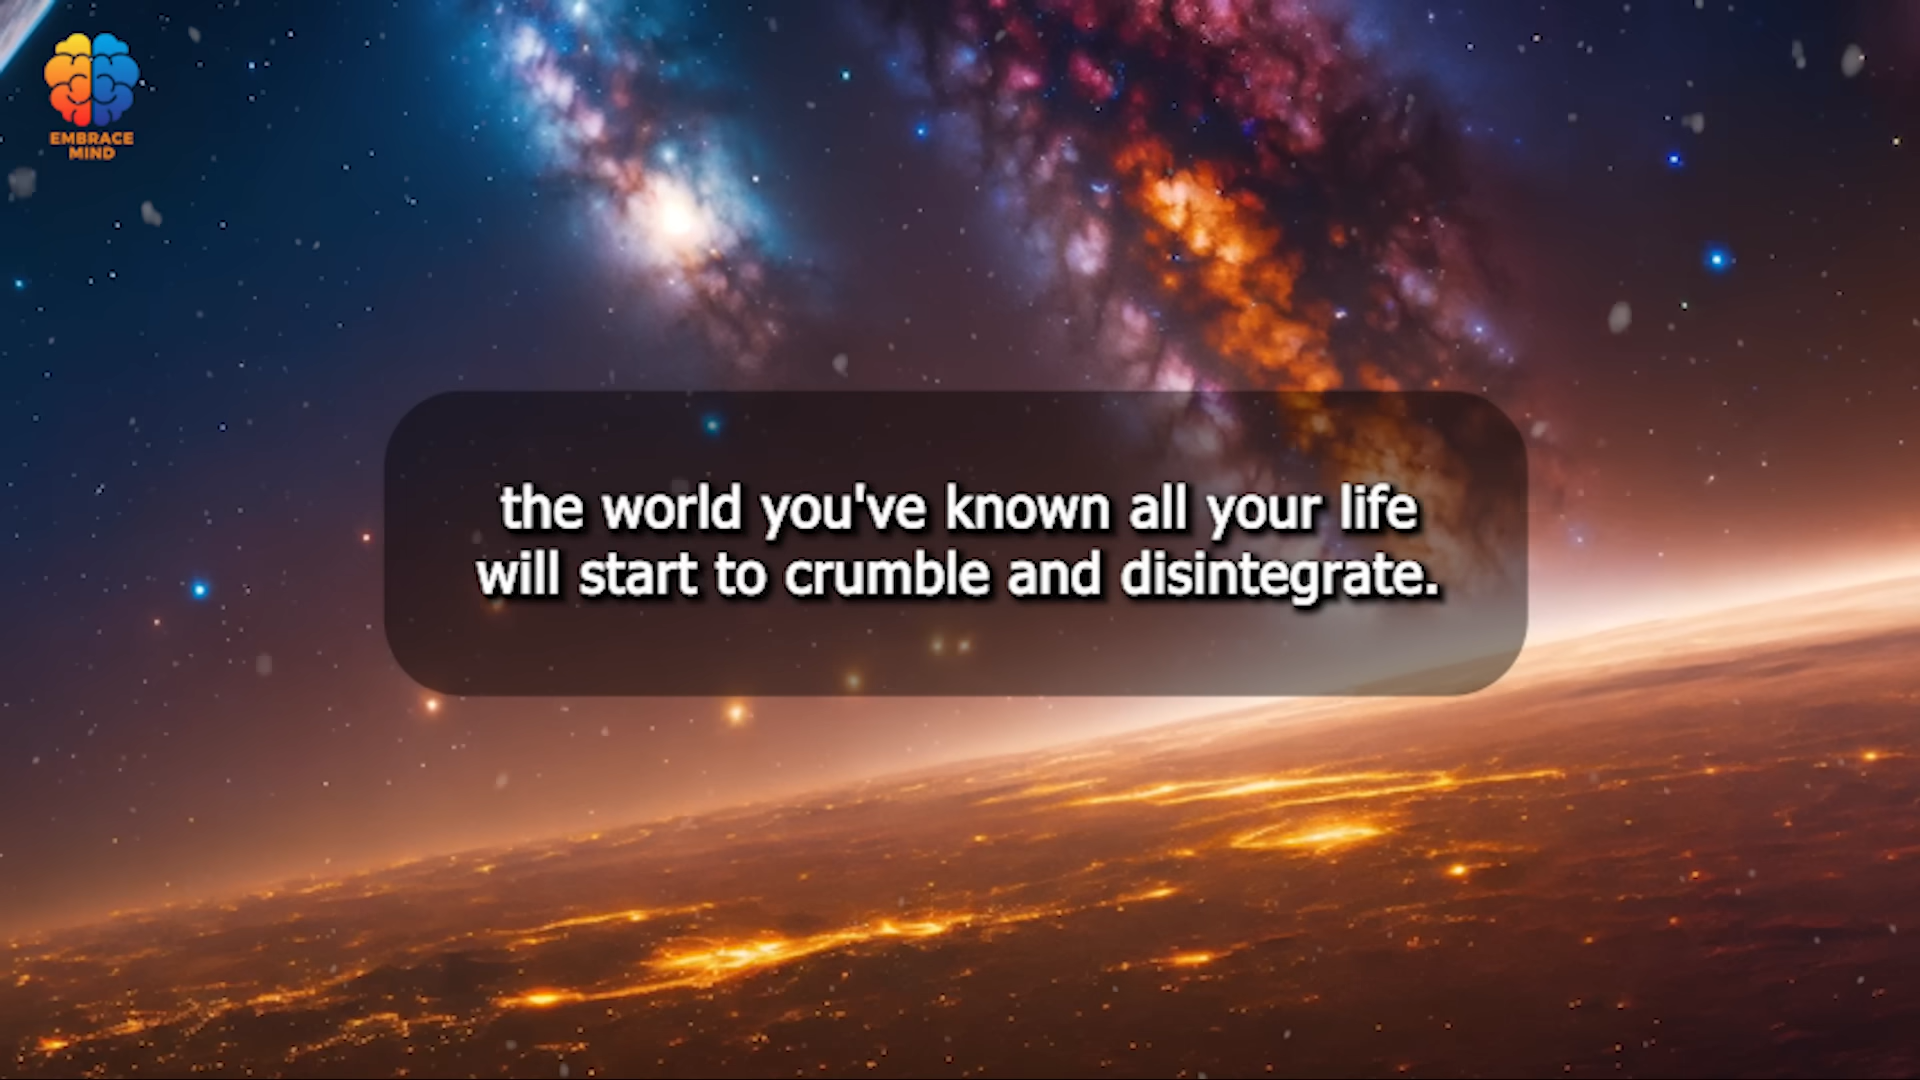 EMBRACE
MIND
the world you've known all your life
will start to crumble and disintegrate.